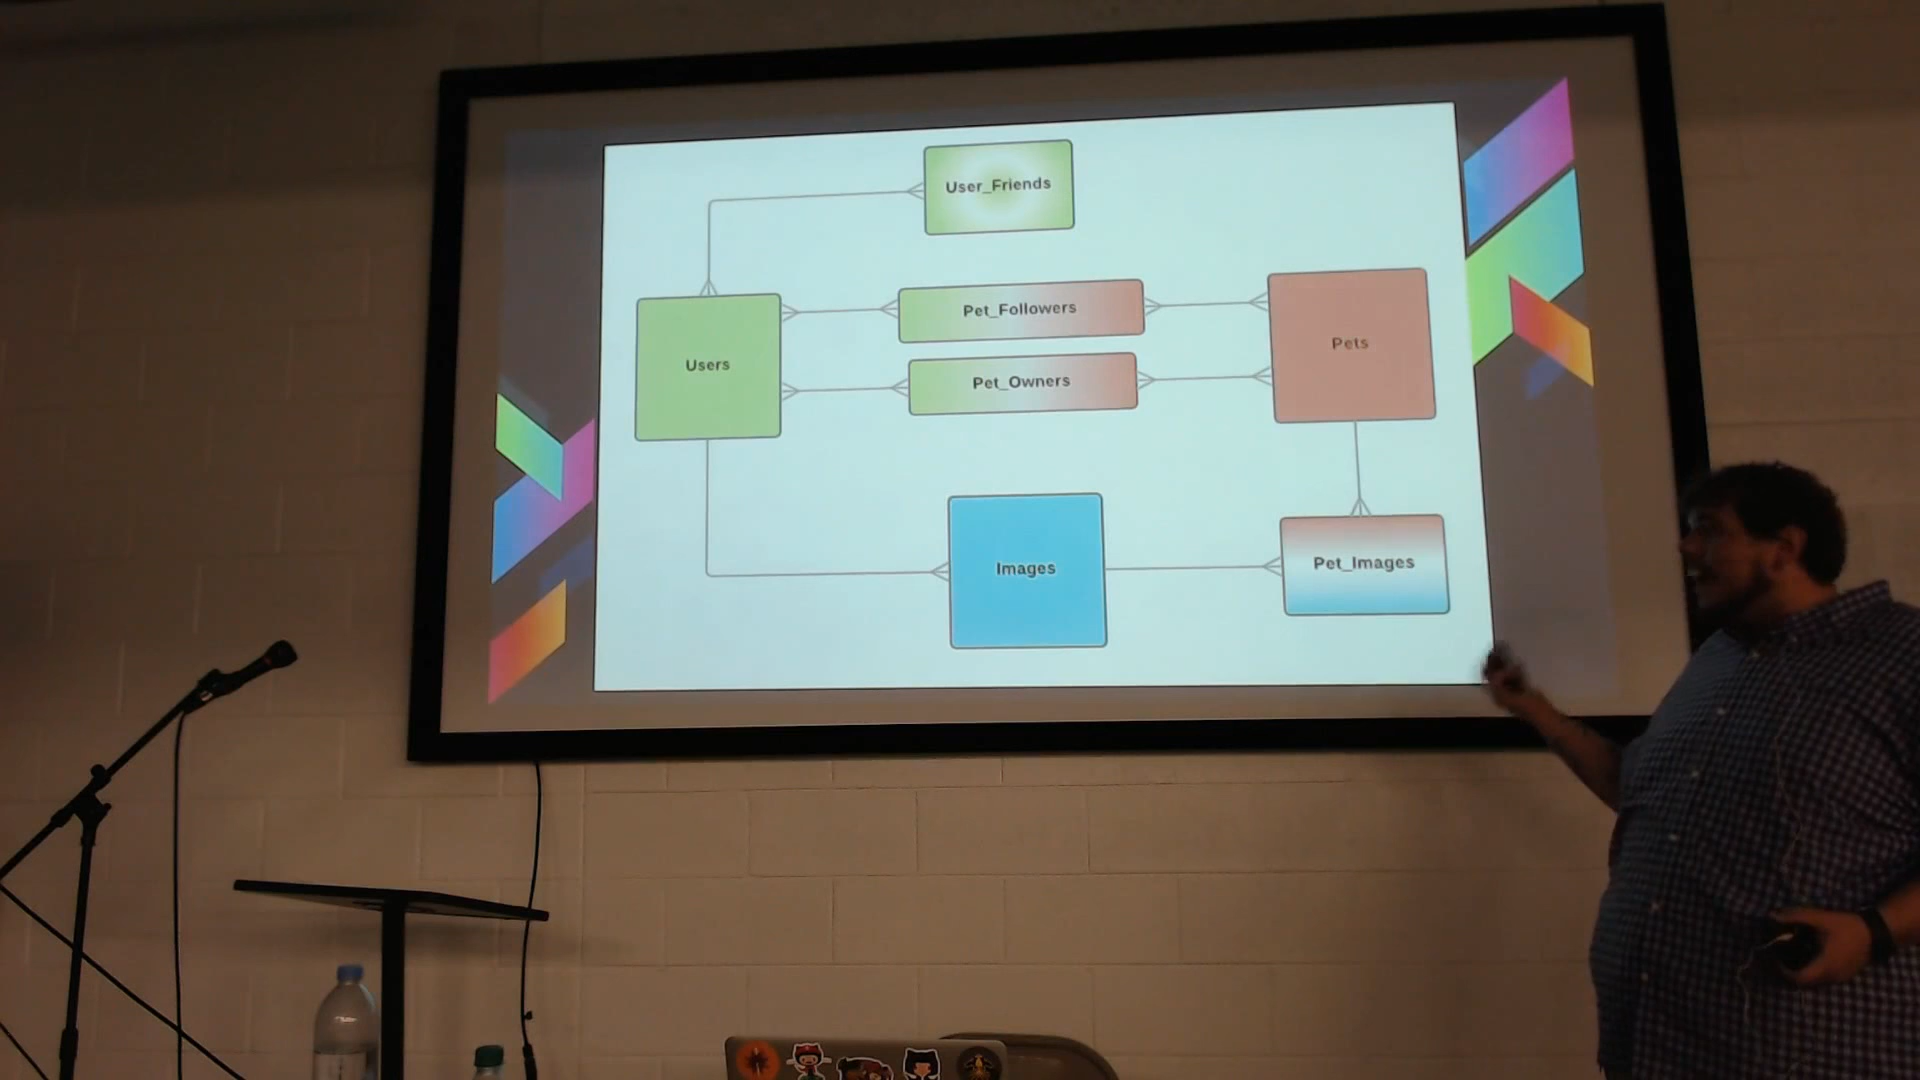 User_Friends
Pet_Followers
Pets
Users
Pet_Owners
Images
Pet_Images